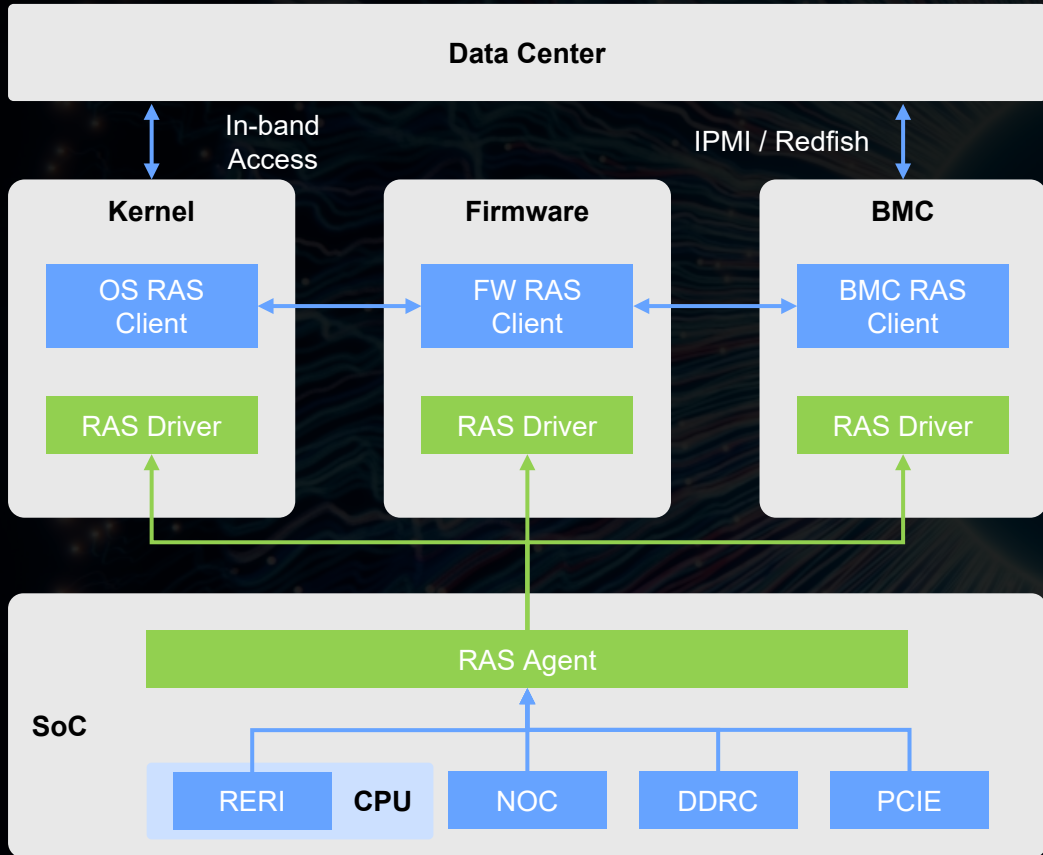 Data Center
In-band
Access
IPMI / Redfish
Kernel
Firmware
BMC
OS RAS
Client
FW RAS
Client
BMC RAS
Client
RAS Driver
RAS Driver
RAS Driver
RAS Agent
SoC
RERI
CPU
NOC
DDRC
PCIE